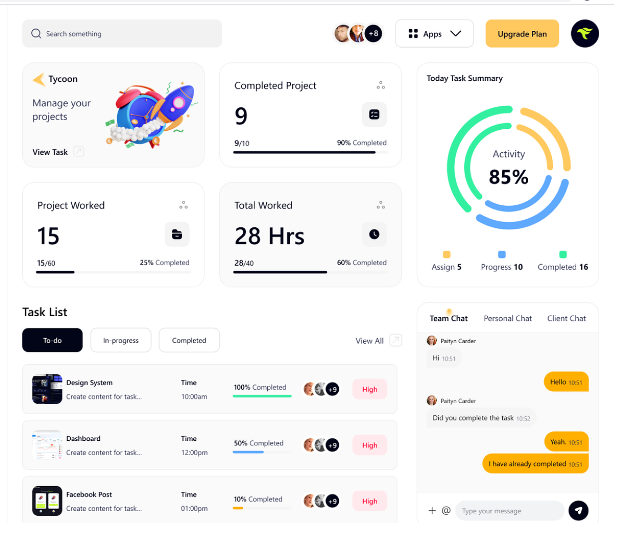 Search something
+8
Apps
Upgrade Plan
Tycoon
Manage your
projects
View Task
Completed Project
9
9/10
90% Completed
Project Worked
15
15/60
25% Completed
Total Worked
28 Hrs
28/40
60% Completed
Today Task Summary
Activity
85%
Assign 5
Progress 10
Completed 16
Task List
To-do
In-progress
Completed
View All
Design System
Create content for task...
Time
10:00am
100% Completed
+9
High
Dashboard
Create content for task...
Time
12:00pm
50% Completed
+9
High
Facebook Post
Create content for task...
Time
01:00pm
10% Completed
+9
High
Team Chat
Personal Chat
Client Chat
Paityn Carder
Hi 10:51
Hello 10:51
Paityn Carder
Did you complete the task 10:52
Yeah. 10:51
I have already completed 10:51
@
Type your message